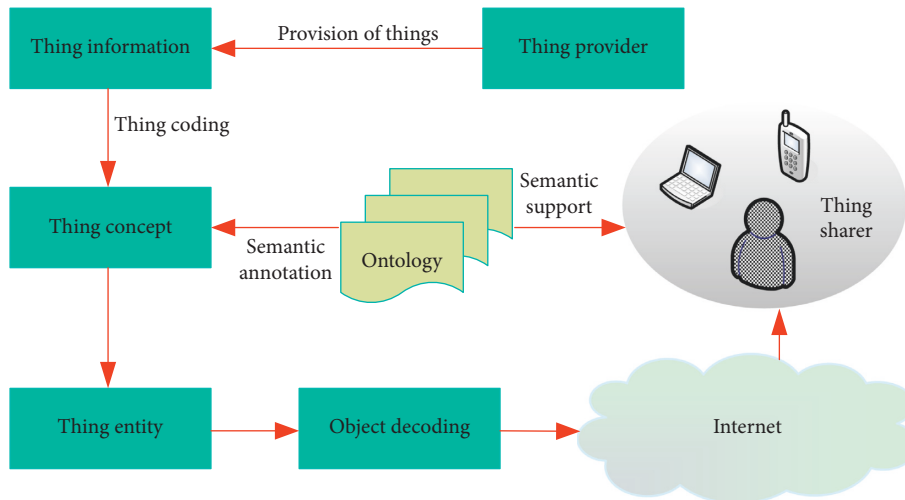 Thing information
Provision of things
Thing provider
Thing coding
Thing concept
Semantic
annotation
Ontology
Semantic
support
Thing
sharer
Thing entity
Object decoding
Internet